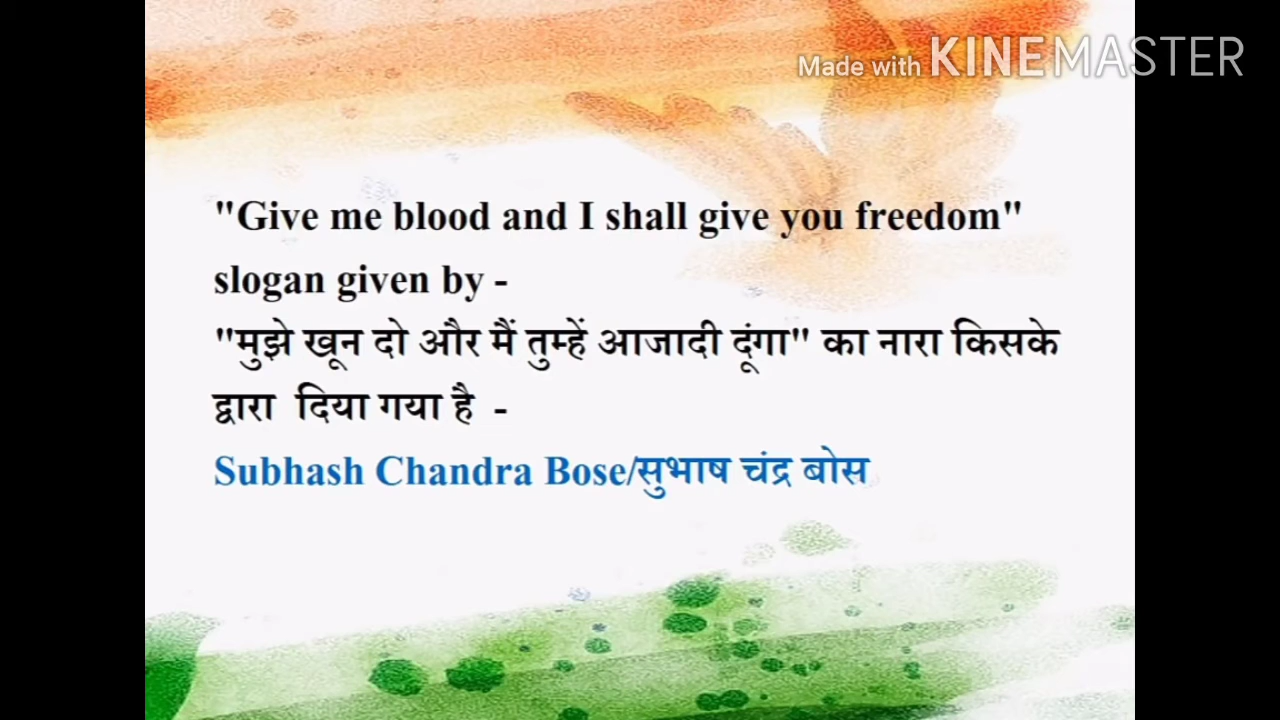 Made with KINEMASTER
"Give me blood and I shall give you freedom"
slogan given by -
"मुझे खून दो और मैं तुम्हें आजादी दूंगा" का नारा किसके
द्वारा दिया गया है -
Subhash Chandra Bose/सुभाष चंद्र बोस